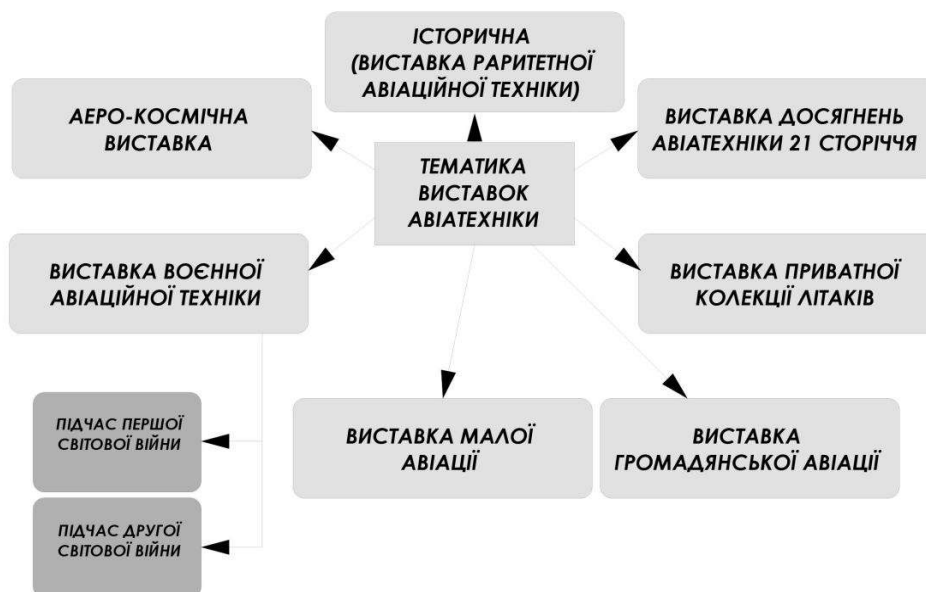 ІСТОРИЧНА
(ВИСТАВКА РАРИТЕТНОЇ
АВІАЦІЙНОЇ ТЕХНІКИ)
АЕРО-КОСМІЧНА
ВИСТАВКА
ВИСТАВКА ДОСЯГНЕНЬ
АВІАТЕХНІКИ 21 СТОРІЧЧЯ
ТЕМАТИКА
ВИСТАВОК
АВІАТЕХНІКИ
ВИСТАВКА ВОЄННОЇ
АВІАЦІЙНОЇ ТЕХНІКИ
ВИСТАВКА ПРИВАТНОЇ
КОЛЕКЦІЇ ЛІТАКІВ
ПІДЧАС ПЕРШОЇ
СВІТОВОЇ ВІЙНИ
ВИСТАВКА МАЛОЇ
АВІАЦІЇ
ВИСТАВКА
ГРОМАДЯНСЬКОЇ АВІАЦІЇ
ПІДЧАС ДРУГОЇ
СВІТОВОЇ ВІЙНИ